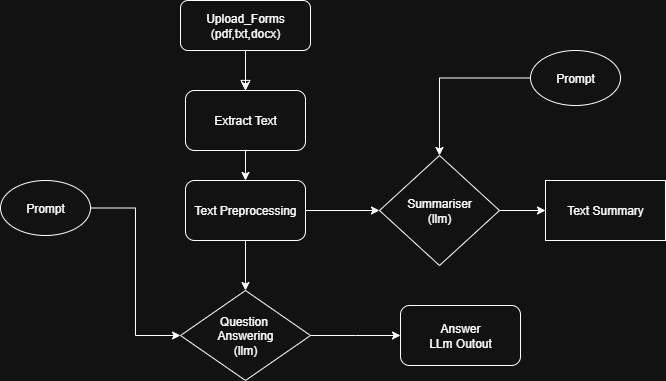 Upload_Forms
(pdf,txt,docx)
Prompt
Extract Text
Prompt
Text Preprocessing
Summariser
(llm)
Text Summary
Question
Answering
(llm)
Answer
LLm Outout